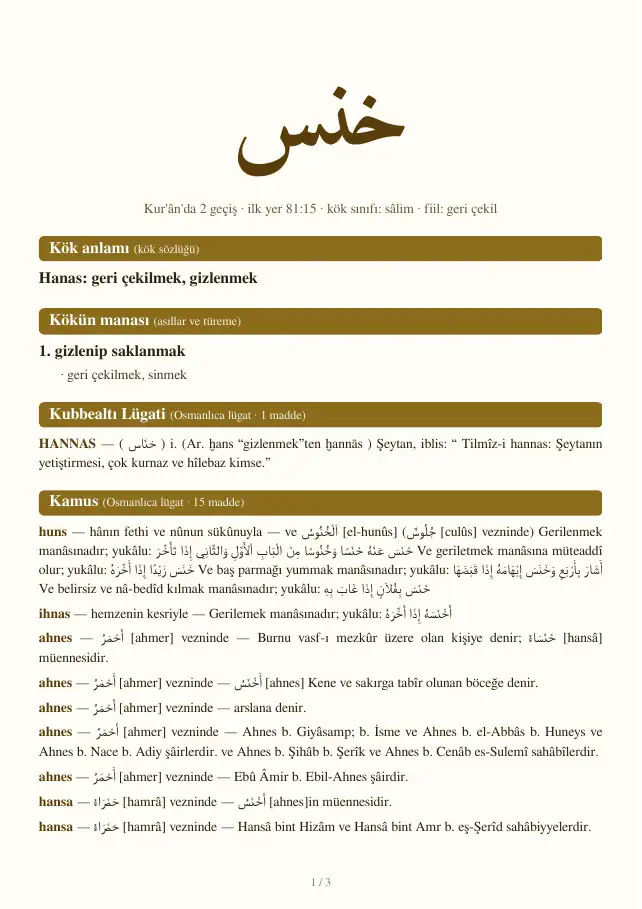 خنس
Kur'ân'da 2 geçiş · ilk yer 81:15 · kök sınıfı: sâlim · fiil: geri çekil
Kök anlamı (kök sözlüğü)
Hanas: geri çekilmek, gizlenmek
Kökün manası (asıllar ve türeme)
1. gizlenip saklanmak
· geri çekilmek, sinmek
Kubbealtı Lügati (Osmanlıca lügat · 1 madde)
HANNAS — ( خنّاس ) i. (Ar. ḫans “gizlenmek”ten ḫannās ) Şeytan, iblis: “ Tilmîz-i hannas: Şeytanın
yetiştirmesi, çok kurnaz ve hîlebaz kimse.”
Kamus (Osmanlıca lügat · 15 madde)
huns — hânın fethi ve nûnun sükûnuyla — ve اَلْخُنُوسُ [el-hunûs] (جُلُوسٌ [culûs] vezninde) Gerilenmek
manâsınadır; yukâlu: خَنَسَ عَنْهُ خَنْسًا وَخُنُوسًا مِنَ الْبَابِ اْلأَوَّلِ وَالثَّانِي إِذَا تَأَخَّرَ Ve geriletmek manâsına müteaddî
olur; yukâlu: خَنَسَ زَيْدًا إِذَا أَخَّرَهُ Ve baş parmağı yummak manâsınadır; yukâlu: أَشَارَ بِأَرْبَعٍ وَخَنَسَ إِبْهَامَهُ إِذَا قَبَضَهَا
Ve belirsiz ve nâ-bedîd kılmak manâsınadır; yukâlu: خَنَسَ بِفُلاَنٍ إِذَا غَابَ بِهِ
ihnas — hemzenin kesriyle — Gerilemek manâsınadır; yukâlu: أَخْنَسَهُ إِذَا أَخَّرَهُ
ahnes — أَحْمَرُ [ahmer] vezninde — Burnu vasf-ı mezkûr üzere olan kişiye denir; خَنْسَاءُ [hansâ]
müennesidir.
ahnes — أَحْمَرُ [ahmer] vezninde — أَخْنَسُ [ahnes] Kene ve sakırga tabîr olunan böceğe denir.
ahnes — أَحْمَرُ [ahmer] vezninde — arslana denir.
ahnes — أَحْمَرُ [ahmer] vezninde — Ahnes b. Giyâsamp; b. İsme ve Ahnes b. el-Abbâs b. Huneys ve
Ahnes b. Nace b. Adiy şâirlerdir. ve Ahnes b. Şihâb b. Şerîk ve Ahnes b. Cenâb es-Sulemî sahâbîlerdir.
ahnes — أَحْمَرُ [ahmer] vezninde — Ebû Âmir b. Ebil-Ahnes şâirdir.
hansa — حَمْرَاءُ [hamrâ] vezninde — أَخْنَسُ [ahnes]in müennesidir.
hansa — حَمْرَاءُ [hamrâ] vezninde — Hansâ bint Hizâm ve Hansâ bint Amr b. eş-Şerîd sahâbiyyelerdir.
1 / 3